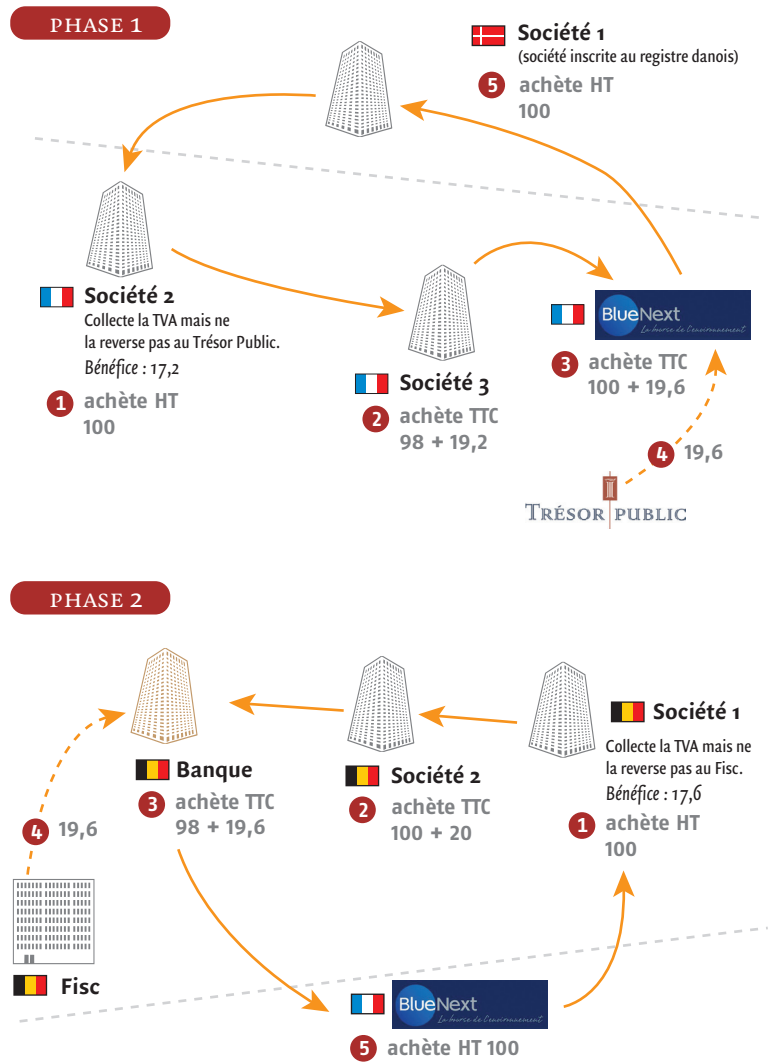 PHASE 1
Société 1
(société inscrite au registre danois)
5 achète HT
100
Société 2
Collecte la TVA mais ne
la reverse pas au Trésor Public.
Bénéfice : 17,2
1 achète HT
100
Société 3
2 achète TTC
98 + 19,2
BlueNext
La bourse de l'environnement
3 achète TTC
100 + 19,6
4 19,6
TRÉSOR PUBLIC
PHASE 2
Banque
3 achète TTC
98 + 19,6
Société 2
2 achète TTC
100 + 20
Société 1
Collecte la TVA mais ne
la reverse pas au Fisc.
Bénéfice : 17,6
1 achète HT
100
4 19,6
Fisc
BlueNext
La bourse de l'environnement
5 achète HT 100